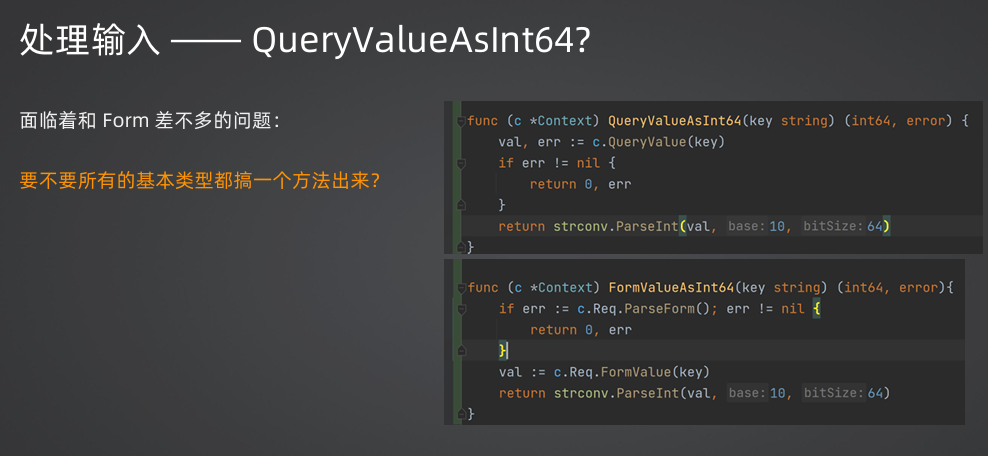 处理输入 —— QueryValueAsInt64?
面临着和 Form 差不多的问题：
要不要所有的基本类型都搞一个方法出来？
func (c *Context) QueryValueAsInt64(key string) (int64, error) {
    val, err := c.QueryValue(key)
    if err != nil {
        return 0, err
    }
    return strconv.ParseInt(val, base: 10, bitSize: 64)
}
func (c *Context) FormValueAsInt64(key string) (int64, error){
    if err := c.Req.ParseForm(); err != nil {
        return 0, err
    }
    val := c.Req.FormValue(key)
    return strconv.ParseInt(val, base: 10, bitSize: 64)
}